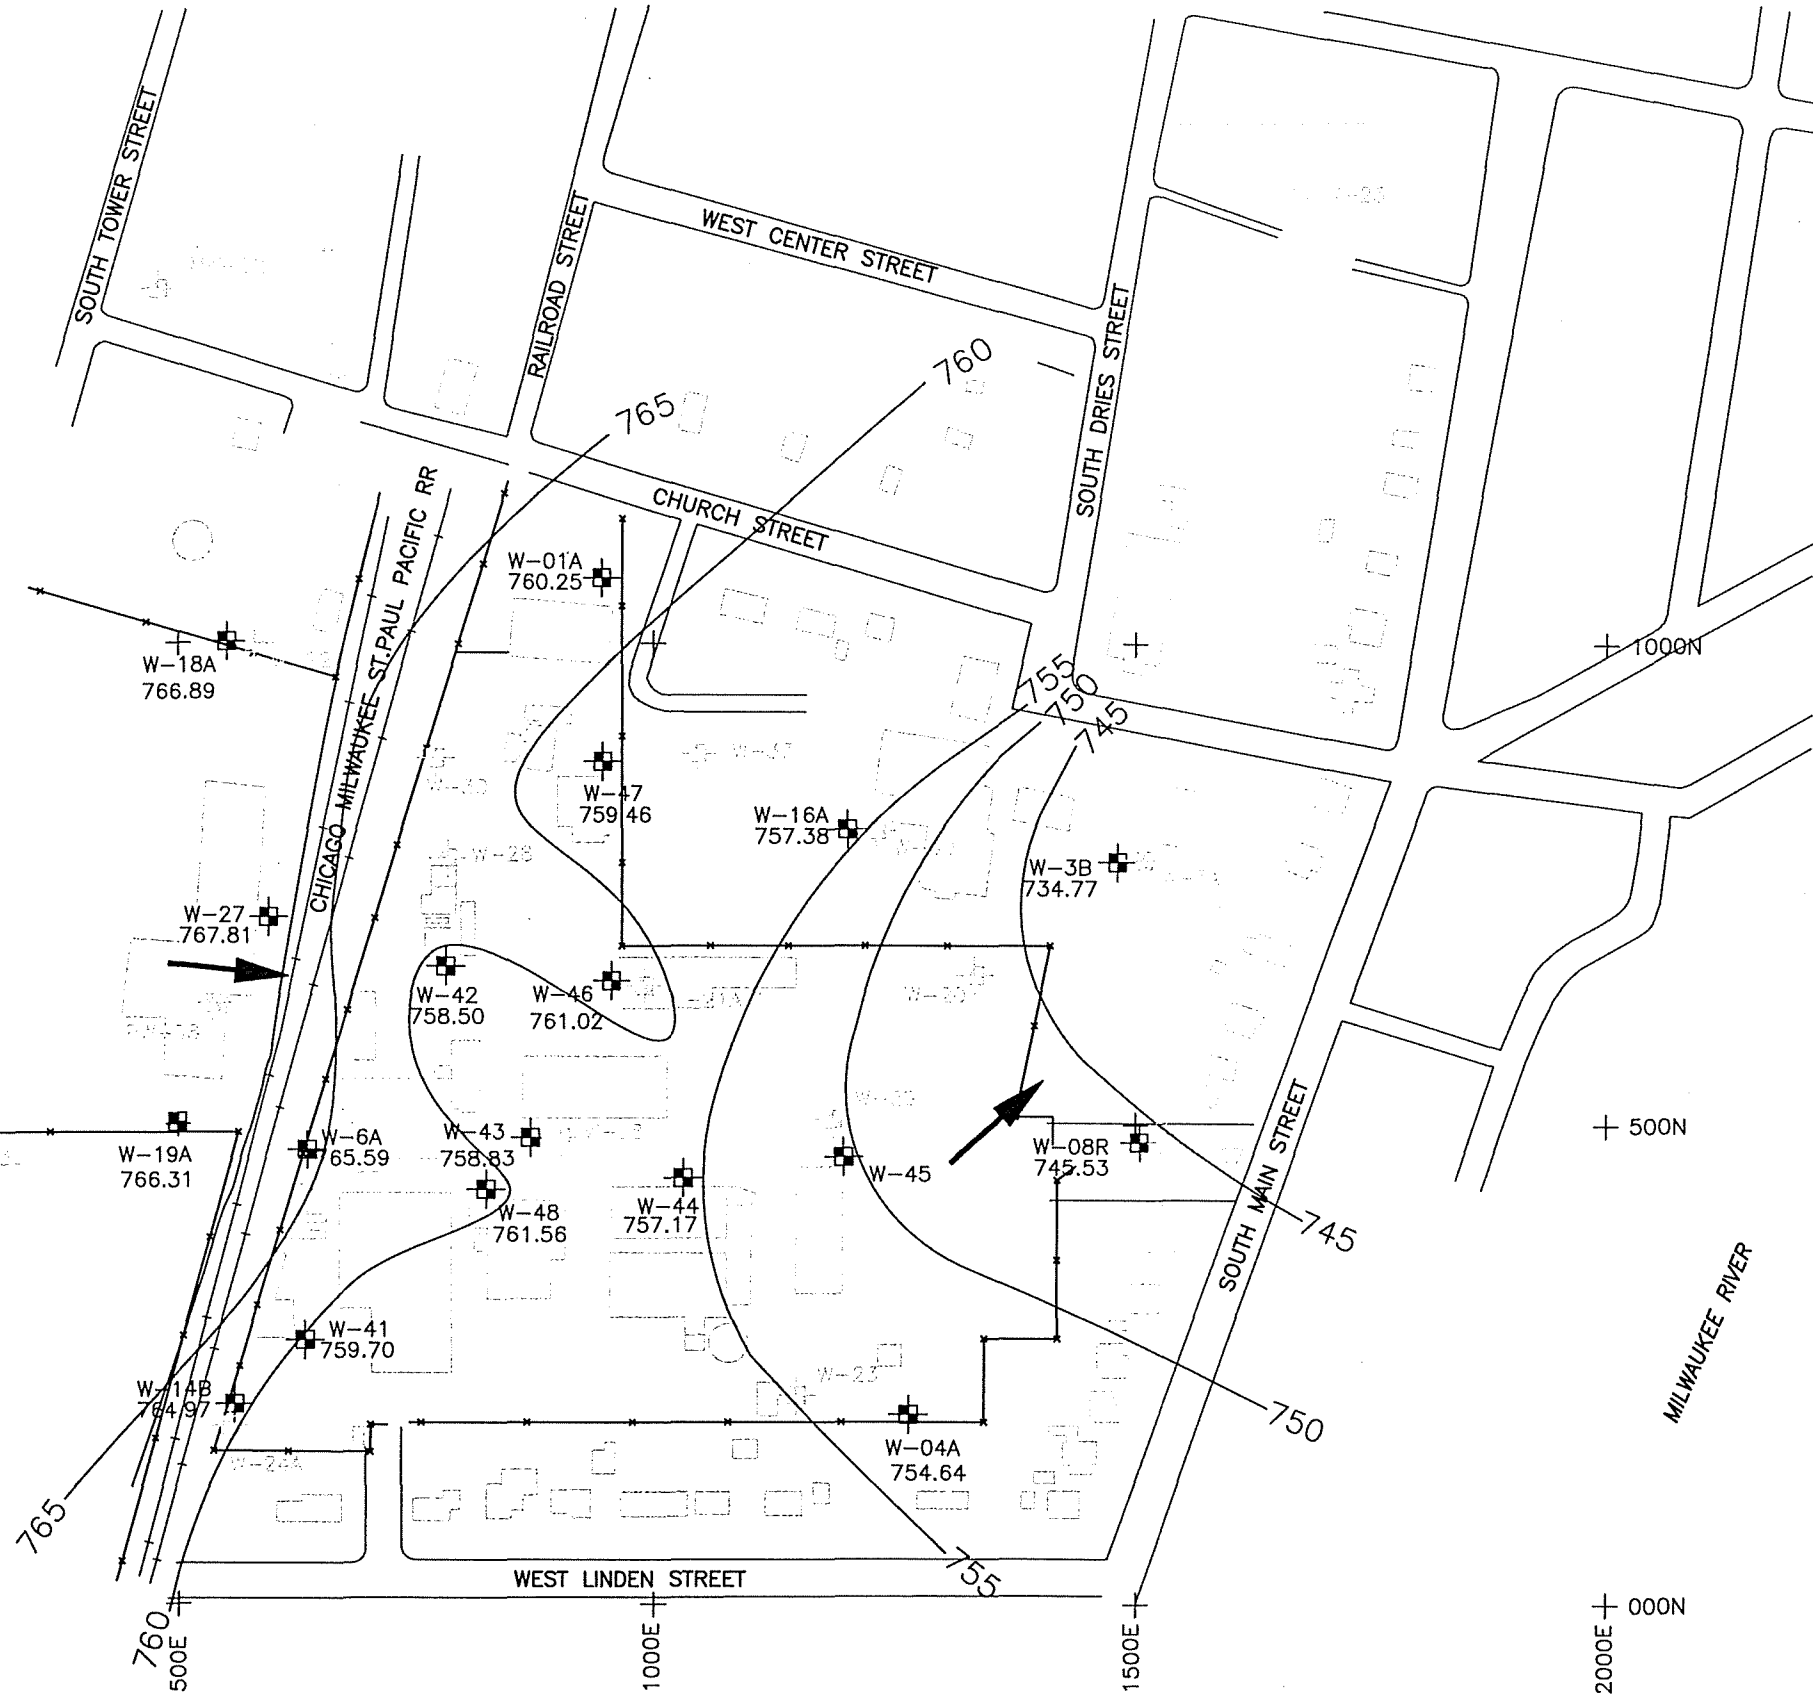 SOUTH TOWER STREET
RAILROAD STREET
WEST CENTER STREET
SOUTH DRIES STREET
760
765
CHURCH STREET
CHICAGO MILWAUKEE ST.PAUL PACIFIC RR
W-01A
760.25
W-18A
766.89
1000N
755
750
745
W-47
759.46
W-28
W-16A
757.38
W-3B
734.77
W-27
767.81
W-42
758.50
W-46
761.02
W-19A
766.31
W-6A
765.59
W-43
758.83
W-48
761.56
W-44
757.17
W-45
W-08R
745.53
500N
SOUTH MAIN STREET
745
MILWAUKEE RIVER
W-41
759.70
W-14B
764.97
W-23
750
W-04A
754.64
W-24A
765
755
WEST LINDEN STREET
760
000N
500E
1000E
1500E
2000E